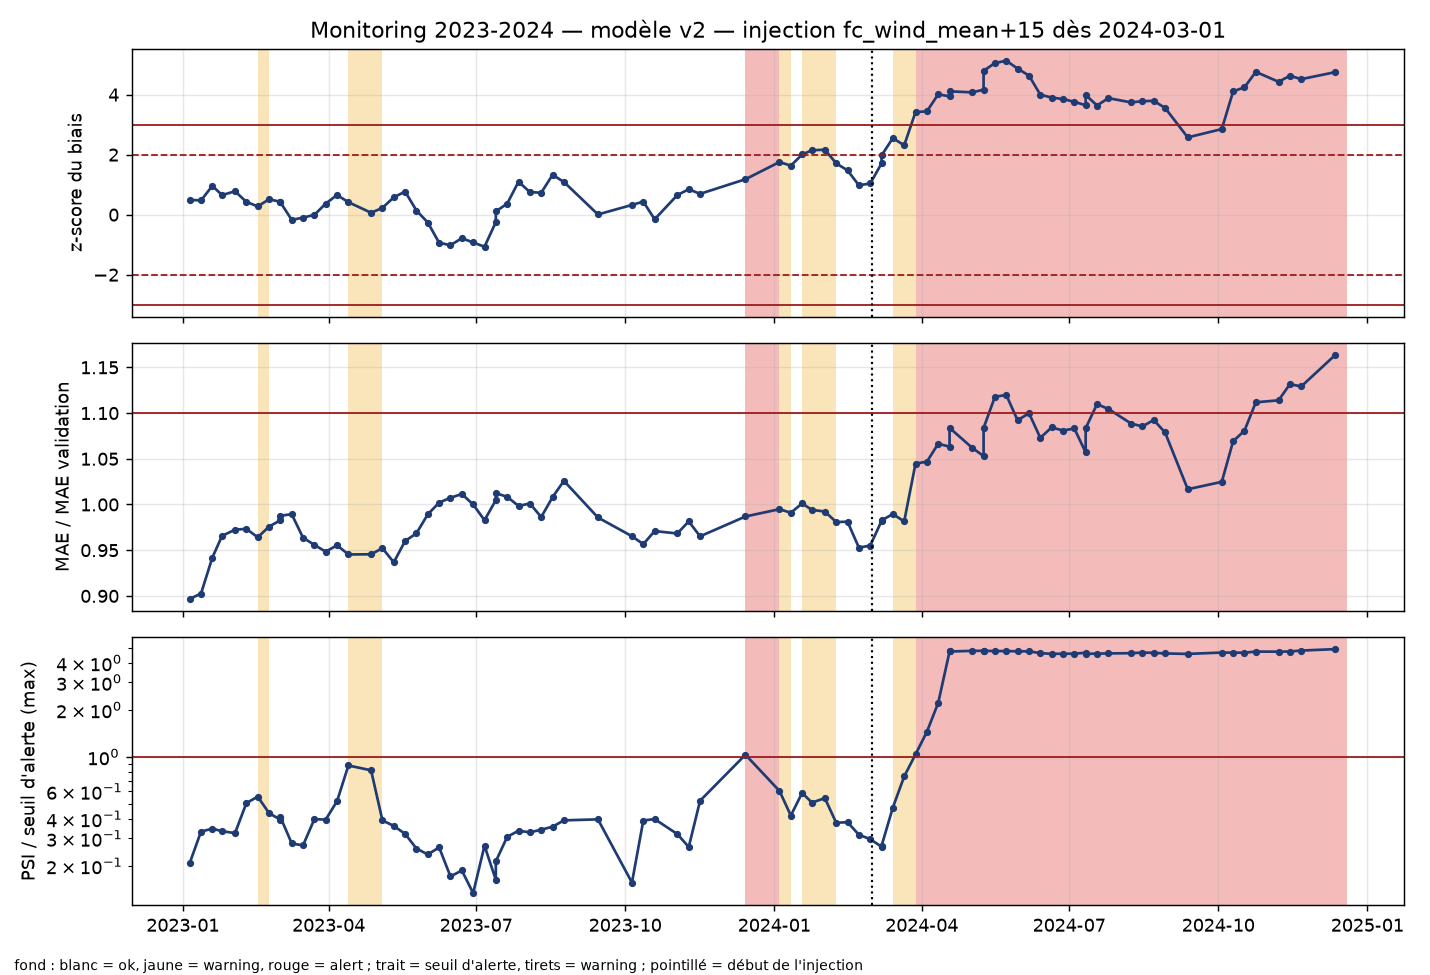 Monitoring 2023-2024 — modèle v2 — injection fc_wind_mean+15 dès 2024-03-01
z-score du biais
4
2
0
−2
MAE / MAE validation
1.15
1.10
1.05
1.00
0.95
0.90
PSI / seuil d'alerte (max)
4 × 10⁰
3 × 10⁰
2 × 10⁰
10⁰
6 × 10⁻¹
4 × 10⁻¹
3 × 10⁻¹
2 × 10⁻¹
2023-01 2023-04 2023-07 2023-10 2024-01 2024-04 2024-07 2024-10 2025-01
fond : blanc = ok, jaune = warning, rouge = alert ; trait = seuil d'alerte, tirets = warning ; pointillé = début de l'injection